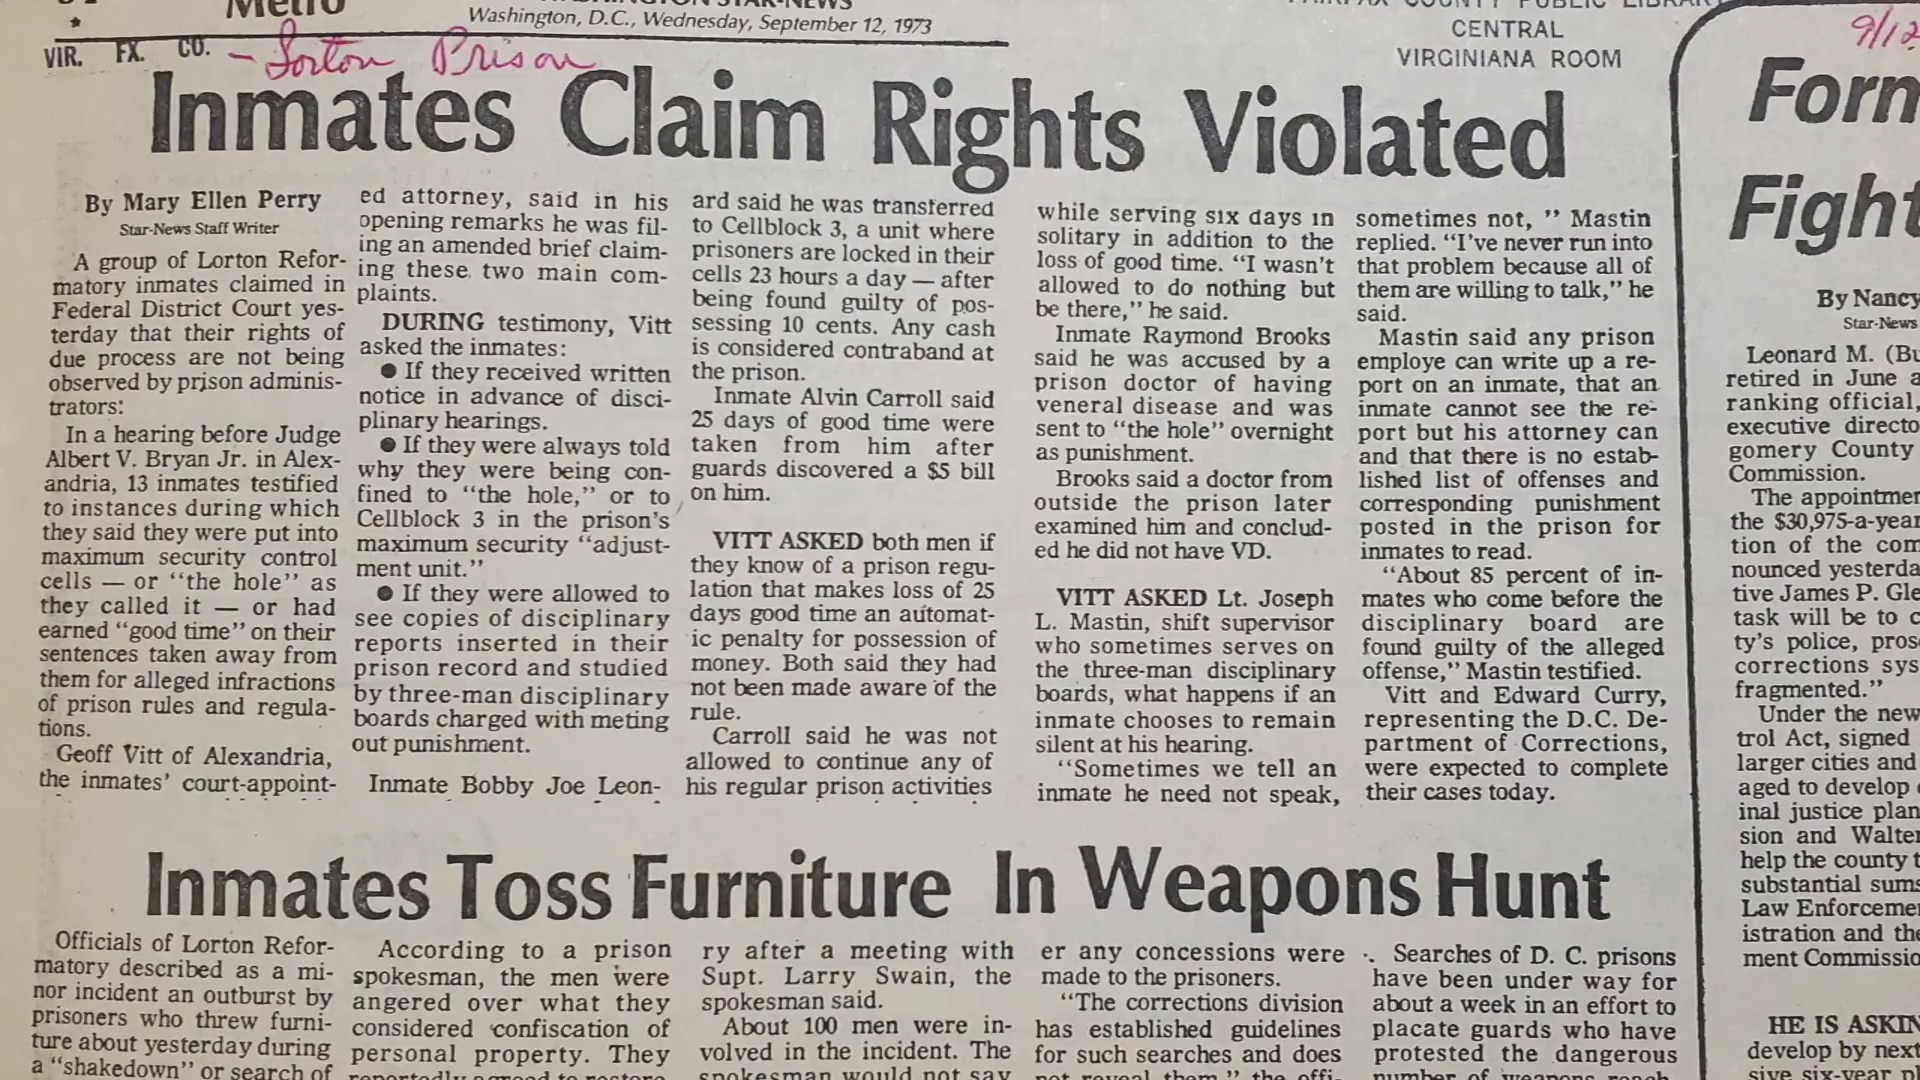 Metro
Washington, D.C., Wednesday, September 12, 1973
CENTRAL
VIRGINIANA ROOM
9/12
VIR. FX. CO. - Lorton Prison
Inmates Claim Rights Violated
By Mary Ellen Perry
Star-News Staff Writer
A group of Lorton Refor-
matory inmates claimed in
Federal District Court yes-
terday that their rights of
due process are not being
observed by prison adminis-
trators:
In a hearing before Judge
Albert V. Bryan Jr. in Alex-
andria, 13 inmates testified
to instances during which
they said they were put into
maximum security control
cells — or "the hole" as
they called it — or had
earned "good time" on their
sentences taken away from
them for alleged infractions
of prison rules and regula-
tions.
Geoff Vitt of Alexandria,
the inmates' court-appoint-
ed attorney, said in his
opening remarks he was fil-
ing an amended brief claim-
ing these two main com-
plaints.
DURING testimony, Vitt
asked the inmates:
● If they received written
notice in advance of disci-
plinary hearings.
● If they were always told
why they were being con-
fined to "the hole," or to
Cellblock 3 in the prison's
maximum security "adjust-
ment unit."
● If they were allowed to
see copies of disciplinary
reports inserted in their
prison record and studied
by three-man disciplinary
boards charged with meting
out punishment.
Inmate Bobby Joe Leon-
ard said he was transferred
to Cellblock 3, a unit where
prisoners are locked in their
cells 23 hours a day — after
being found guilty of pos-
sessing 10 cents. Any cash
is considered contraband at
the prison.
Inmate Alvin Carroll said
25 days of good time were
taken from him after
guards discovered a $5 bill
on him.
VITT ASKED both men if
they know of a prison regu-
lation that makes loss of 25
days good time an automat-
ic penalty for possession of
money. Both said they had
not been made aware of the
rule.
Carroll said he was not
allowed to continue any of
his regular prison activities
while serving six days in
solitary in addition to the
loss of good time. "I wasn't
allowed to do nothing but
be there," he said.
Inmate Raymond Brooks
said he was accused by a
prison doctor of having
veneral disease and was
sent to "the hole" overnight
as punishment.
Brooks said a doctor from
outside the prison later
examined him and conclud-
ed he did not have VD.
VITT ASKED Lt. Joseph
L. Mastin, shift supervisor
who sometimes serves on
the three-man disciplinary
boards, what happens if an
inmate chooses to remain
silent at his hearing.
"Sometimes we tell an
inmate he need not speak,
sometimes not," Mastin
replied. "I've never run into
that problem because all of
them are willing to talk," he
said.
Mastin said any prison
employe can write up a re-
port on an inmate, that an
inmate cannot see the re-
port but his attorney can
and that there is no estab-
lished list of offenses and
corresponding punishment
posted in the prison for
inmates to read.
"About 85 percent of in-
mates who come before the
disciplinary board are
found guilty of the alleged
offense," Mastin testified.
Vitt and Edward Curry,
representing the D.C. De-
partment of Corrections,
were expected to complete
their cases today.
Inmates Toss Furniture In Weapons Hunt
Officials of Lorton Refor-
matory described as a mi-
nor incident an outburst by
prisoners who threw furni-
ture about yesterday during
a "shakedown" or search of
According to a prison
spokesman, the men were
angered over what they
considered confiscation of
personal property. They
ry after a meeting with
Supt. Larry Swain, the
spokesman said.
About 100 men were in-
volved in the incident. The
spokesman would not say
er any concessions were
made to the prisoners.
"The corrections division
has established guidelines
for such searches and does
not reveal them," the offi-
Searches of D. C. prisons
have been under way for
about a week in an effort to
placate guards who have
protested the dangerous
number of weapons
Form
Fight
By Nancy
Star-News
Leonard M. (Bu
retired in June a
ranking official,
executive directo
gomery County
Commission.
The appointmen
the $30,975-a-year
tion of the com
nounced yesterda
tive James P. Gle
task will be to c
ty's police, pros
corrections sys
fragmented."
Under the new
trol Act, signed
larger cities and
aged to develop
inal justice plan
sion and Walter
help the county t
substantial sums
Law Enforcemen
istration and the
ment Commissio
HE IS ASKIN
develop by next
sive six-year pl